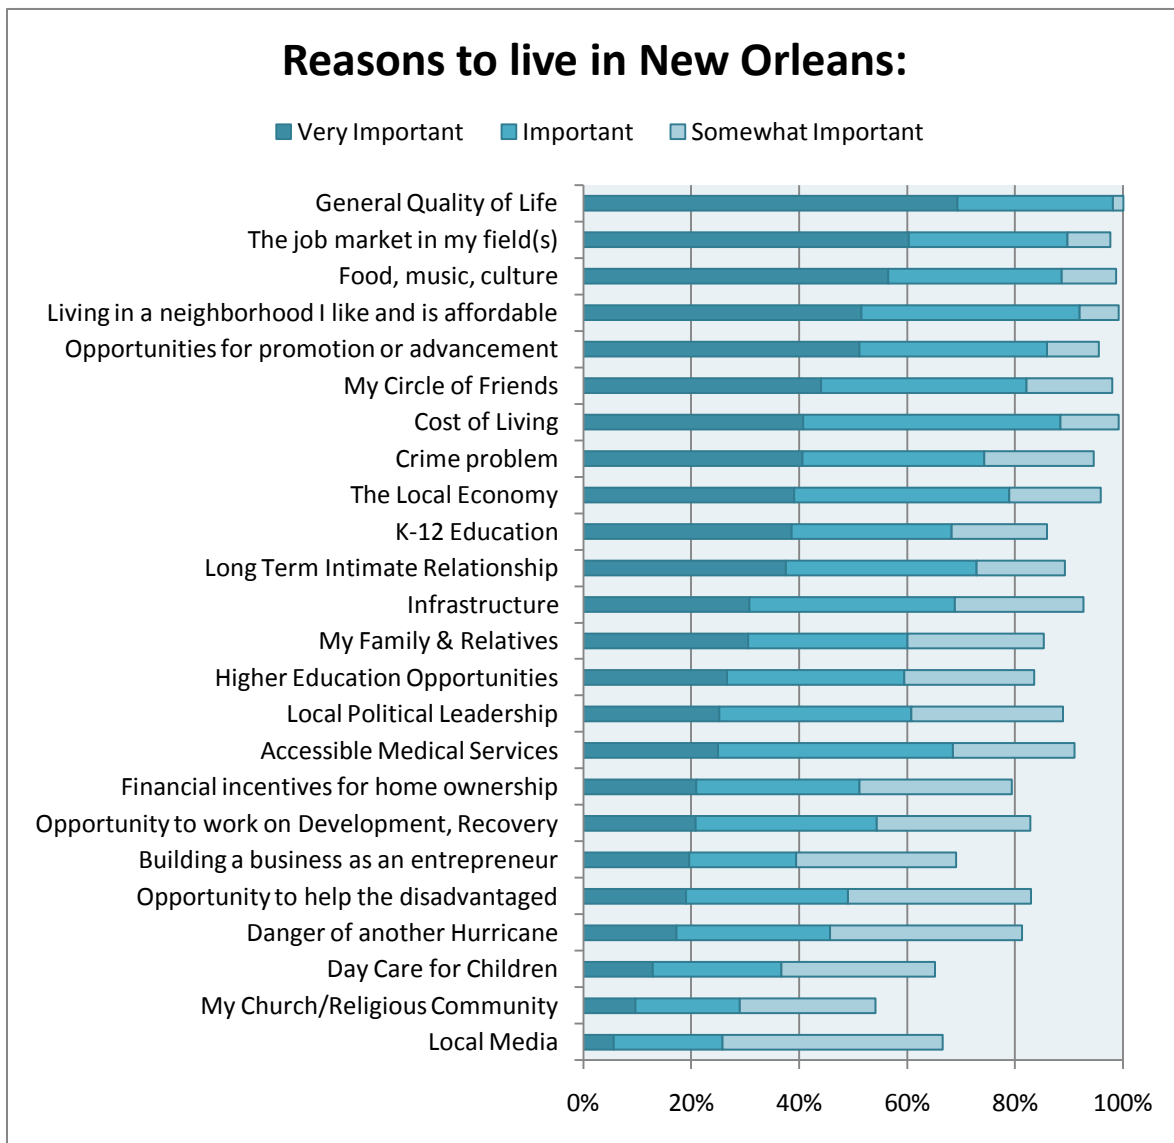 Reasons to live in New Orleans:
Very Important Important Somewhat Important
General Quality of Life
The job market in my field(s)
Food, music, culture
Living in a neighborhood I like and is affordable
Opportunities for promotion or advancement
My Circle of Friends
Cost of Living
Crime problem
The Local Economy
K-12 Education
Long Term Intimate Relationship
Infrastructure
My Family & Relatives
Higher Education Opportunities
Local Political Leadership
Accessible Medical Services
Financial incentives for home ownership
Opportunity to work on Development, Recovery
Building a business as an entrepreneur
Opportunity to help the disadvantaged
Danger of another Hurricane
Day Care for Children
My Church/Religious Community
Local Media
0% 20% 40% 60% 80% 100%